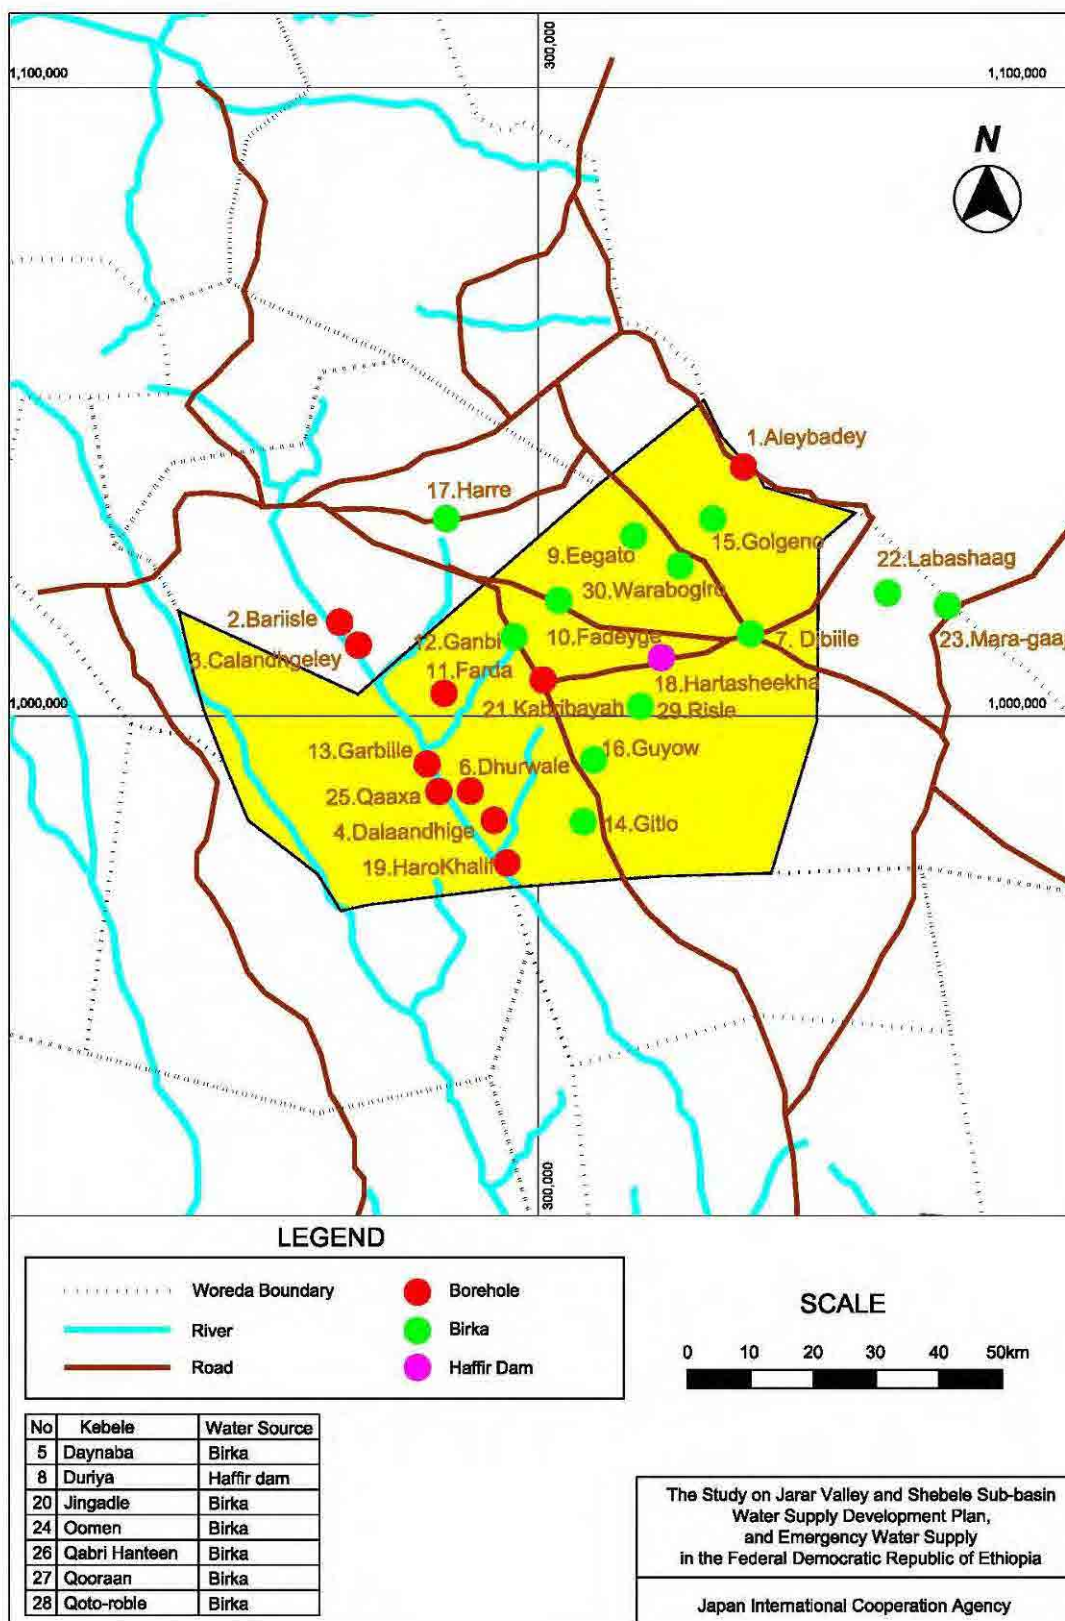 300,000
1,100,000
1,100,000
N
1.Aleybadey
17.Harre
9.Eegato
15.Golgeno
22.Labashaag
30.Warabogiro
2.Bariisle
12.Ganbi
10.Fadeyge
7. Dibiile
23.Mara-gaaj
3.Calandhgeley
11.Farda
18.Hartasheekha
21.Kabribayah
29.Risle
1,000,000
1,000,000
13.Garbille
6.Dhurwale
16.Guyow
25.Qaaxa
4.Dalaandhige
14.Gitlo
19.HaroKhalif
300,000
LEGEND
Woreda Boundary
Borehole
River
Birka
Road
Haffir Dam
SCALE
0 10 20 30 40 50km
No Kebele Water Source
5 Daynaba Birka
8 Duriya Haffir dam
20 Jingadle Birka
24 Oomen Birka
26 Qabri Hanteen Birka
27 Qooraan Birka
28 Qoto-roble Birka
The Study on Jarar Valley and Shebele Sub-basin
Water Supply Development Plan,
and Emergency Water Supply
in the Federal Democratic Republic of Ethiopia
Japan International Cooperation Agency